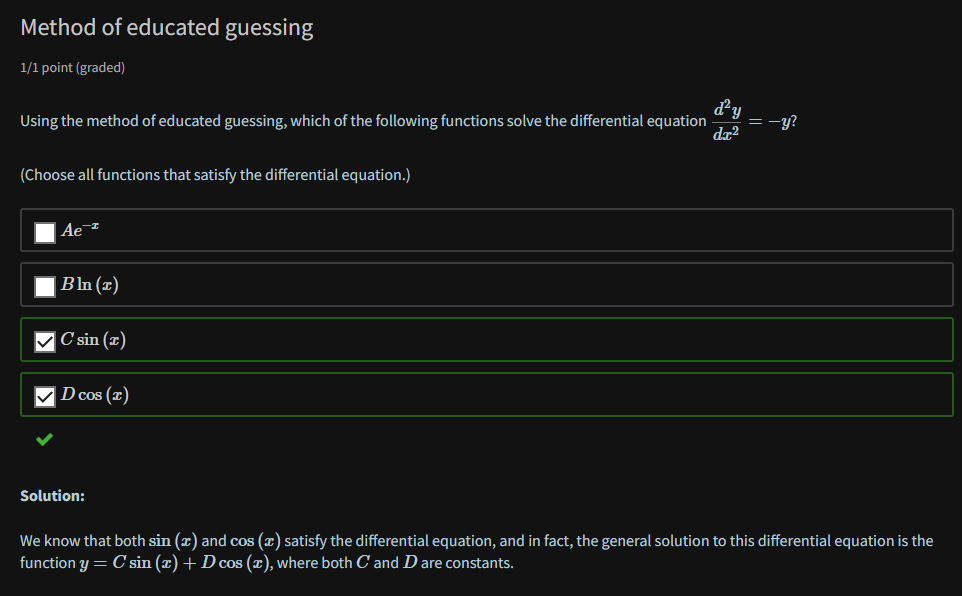 Method of educated guessing
1/1 point (graded)
Using the method of educated guessing, which of the following functions solve the differential equation d²y/dx² = −y?
(Choose all functions that satisfy the differential equation.)
Ae⁻ˣ
B ln (x)
C sin (x)
D cos (x)
Solution:
We know that both sin (x) and cos (x) satisfy the differential equation, and in fact, the general solution to this differential equation is the
function y = C sin (x) + D cos (x), where both C and D are constants.